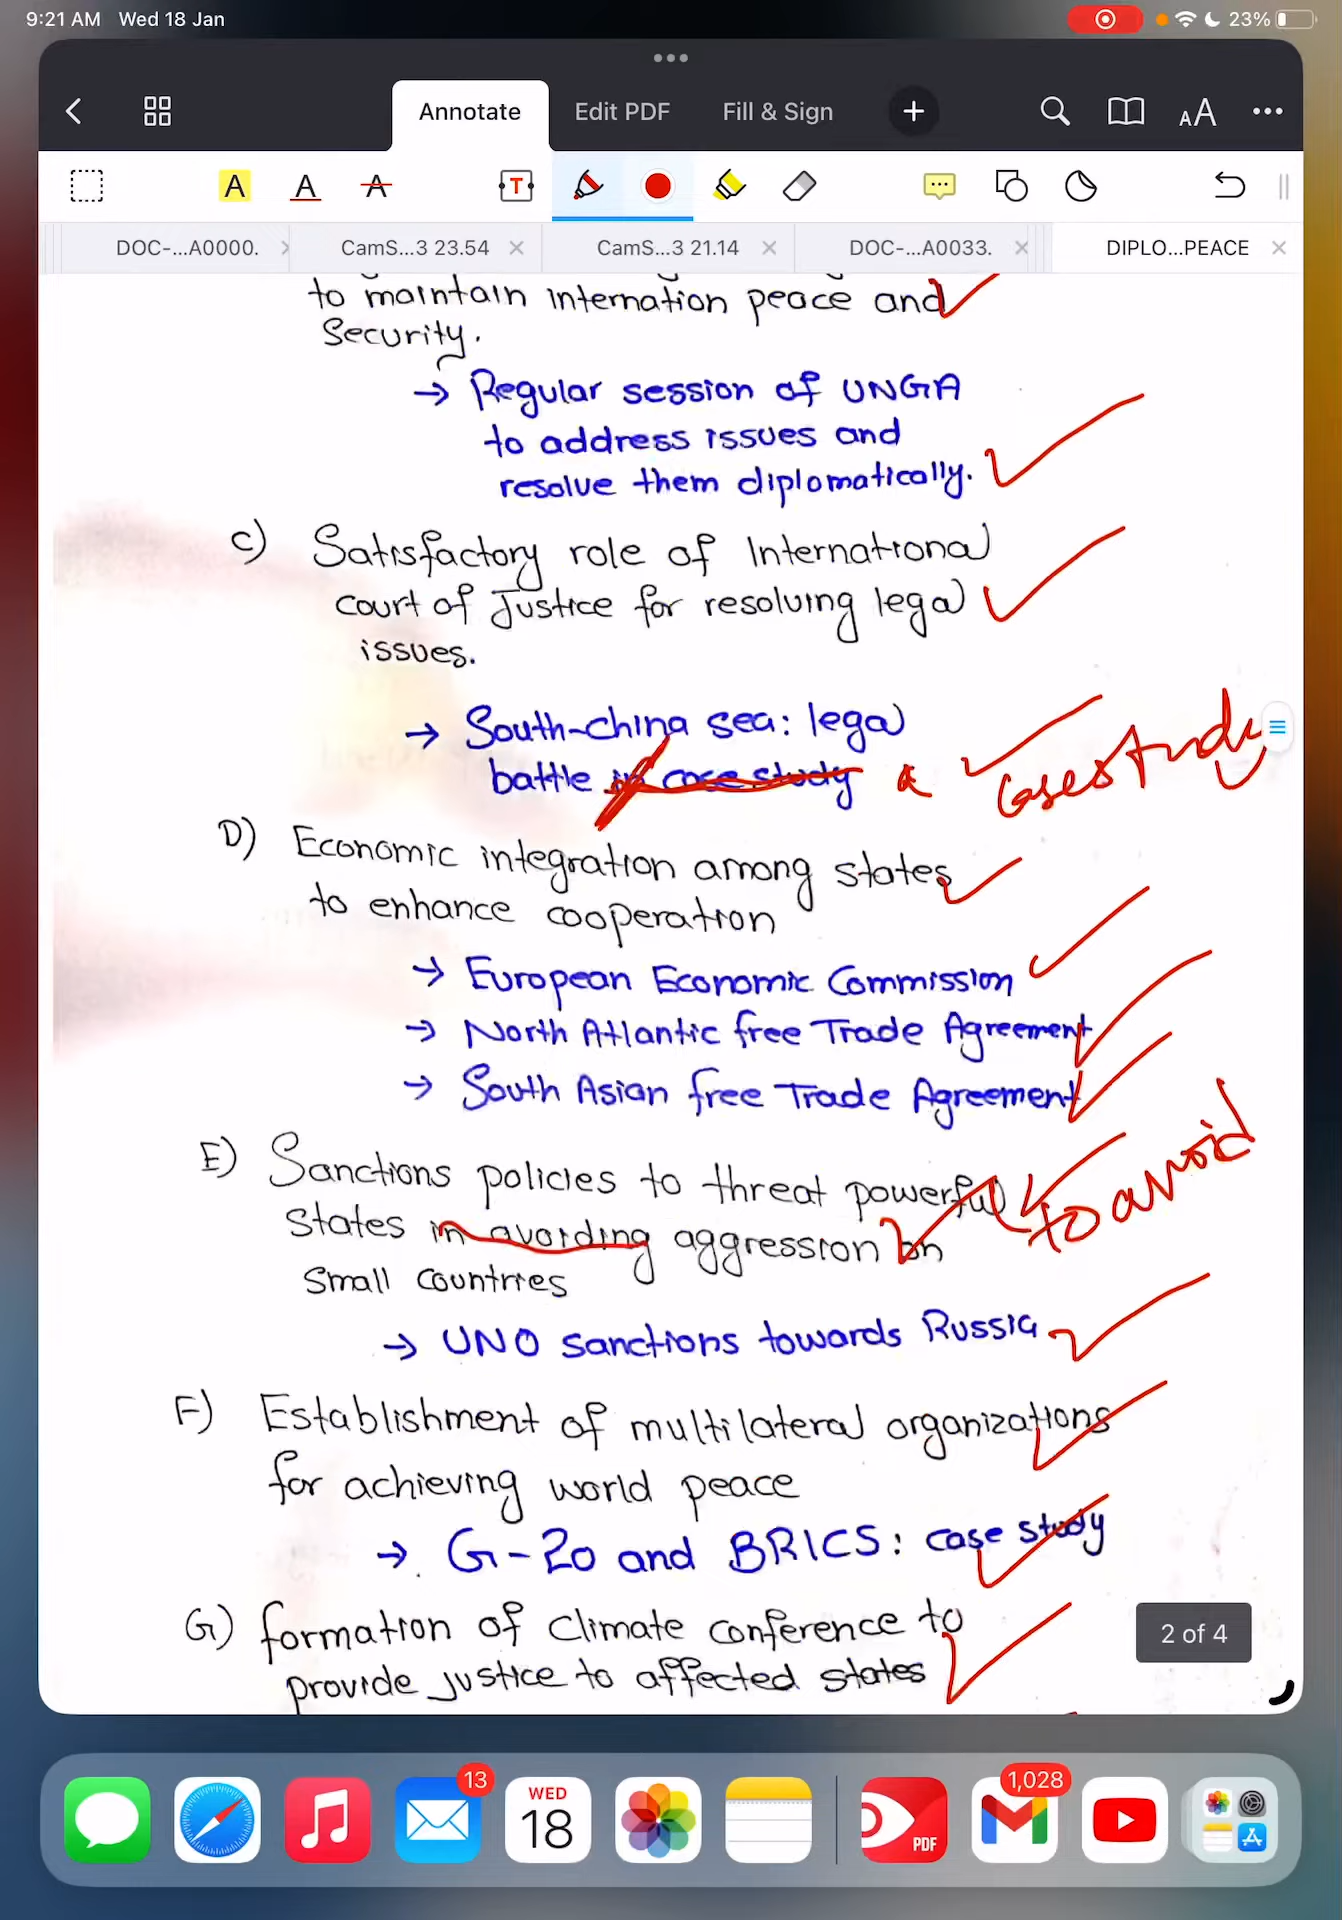 9:21 AM Wed 18 Jan
23%
Annotate
Edit PDF
Fill & Sign
DOC-...A0000.
CamS...3 23.54
CamS...3 21.14
DOC-...A0033.
DIPLO...PEACE
to maintain internation peace and
Security.
→ Regular session of UNGA
to address issues and
resolve them diplomatically.
C) Satisfactory role of International
court of Justice for resolving legal
issues.
→ South-china sea: legal
battle in case study a case study
D) Economic integration among states
to enhance cooperation
→ European Economic Commission
→ North Atlantic free Trade Agreement
→ South Asian free Trade Agreement
E) Sanctions policies to threat powerful
States in avoiding aggression on to avoid
Small countries
→ UNO sanctions towards Russia
F) Establishment of multilateral organizations
for achieving world peace
→ G-20 and BRICS: case study
G) formation of climate conference to
provide justice to affected states
2 of 4
13
WED
18
PDF
1,028